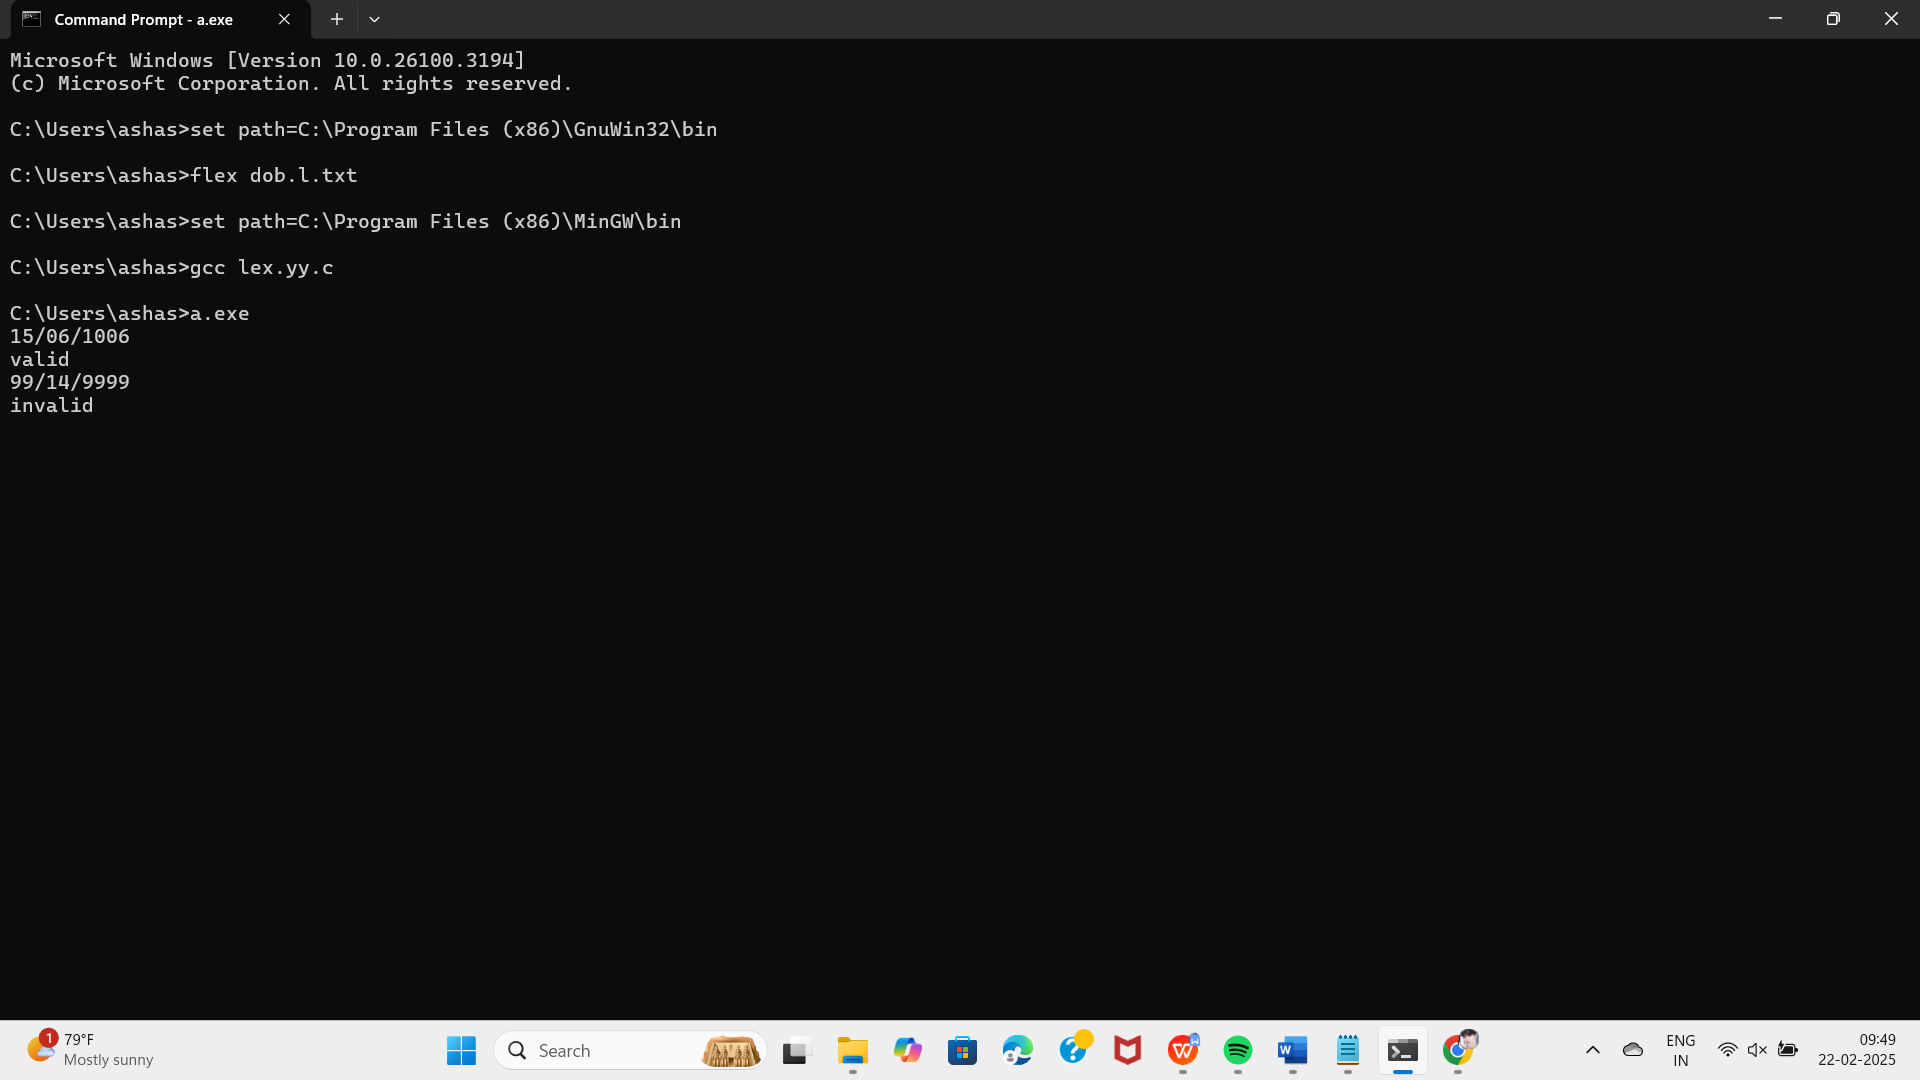 Command Prompt - a.exe
Microsoft Windows [Version 10.0.26100.3194]
(c) Microsoft Corporation. All rights reserved.
C:\Users\ashas>set path=C:\Program Files (x86)\GnuWin32\bin
C:\Users\ashas>flex dob.l.txt
C:\Users\ashas>set path=C:\Program Files (x86)\MinGW\bin
C:\Users\ashas>gcc lex.yy.c
C:\Users\ashas>a.exe
15/06/1006
valid
99/14/9999
invalid
1
79°F
Mostly sunny
Search
ENG
IN
09:49
22-02-2025